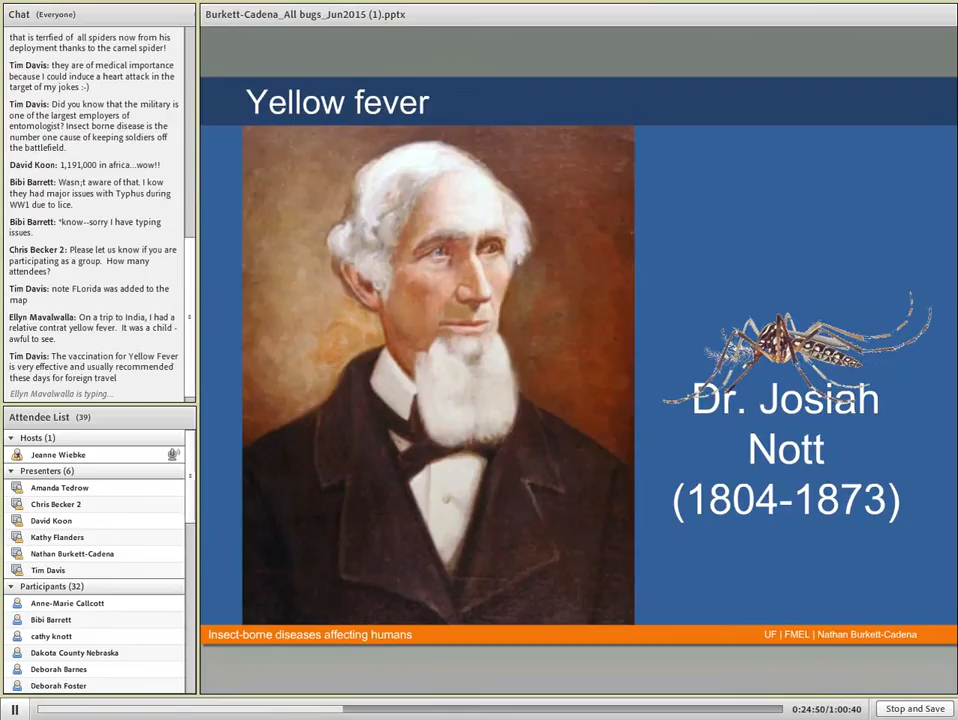 Chat (Everyone)
that is terrfied of all spiders now from his
deployment thanks to the camel spider!
Tim Davis: they are of medical importance
because I could induce a heart attack in the
target of my jokes :-)
Tim Davis: Did you know that the military is
one of the largest employers of
entomologist? Insect borne disease is the
number one cause of keeping soldiers off
the battlefield.
David Koon: 1,191,000 in africa...wow!!
Bibi Barrett: Wasn;t aware of that. I kow
they had major issues with Typhus during
WW1 due to lice.
Bibi Barrett: *know--sorry I have typing
issues.
Chris Becker 2: Please let us know if you are
participating as a group. How many
attendees?
Tim Davis: note FLorida was added to the
map
Ellyn Mavalwalla: On a trip to India, I had a
relative contrat yellow fever. It was a child -
awful to see.
Tim Davis: The vaccination for Yellow Fever
is very effective and usually recommended
these days for foreign travel
Ellyn Mavalwalla is typing...
Attendee List (39)
Hosts (1)
Jeanne Wiebke
Presenters (6)
Amanda Tedrow
Chris Becker 2
David Koon
Kathy Flanders
Nathan Burkett-Cadena
Tim Davis
Participants (32)
Anne-Marie Callcott
Bibi Barrett
cathy knott
Dakota County Nebraska
Deborah Barnes
Deborah Foster
Burkett-Cadena_All bugs_Jun2015 (1).pptx
Yellow fever
Dr. Josiah
Nott
(1804-1873)
Insect-borne diseases affecting humans
UF | FMEL | Nathan Burkett-Cadena
0:24:50/1:00:40
Stop and Save